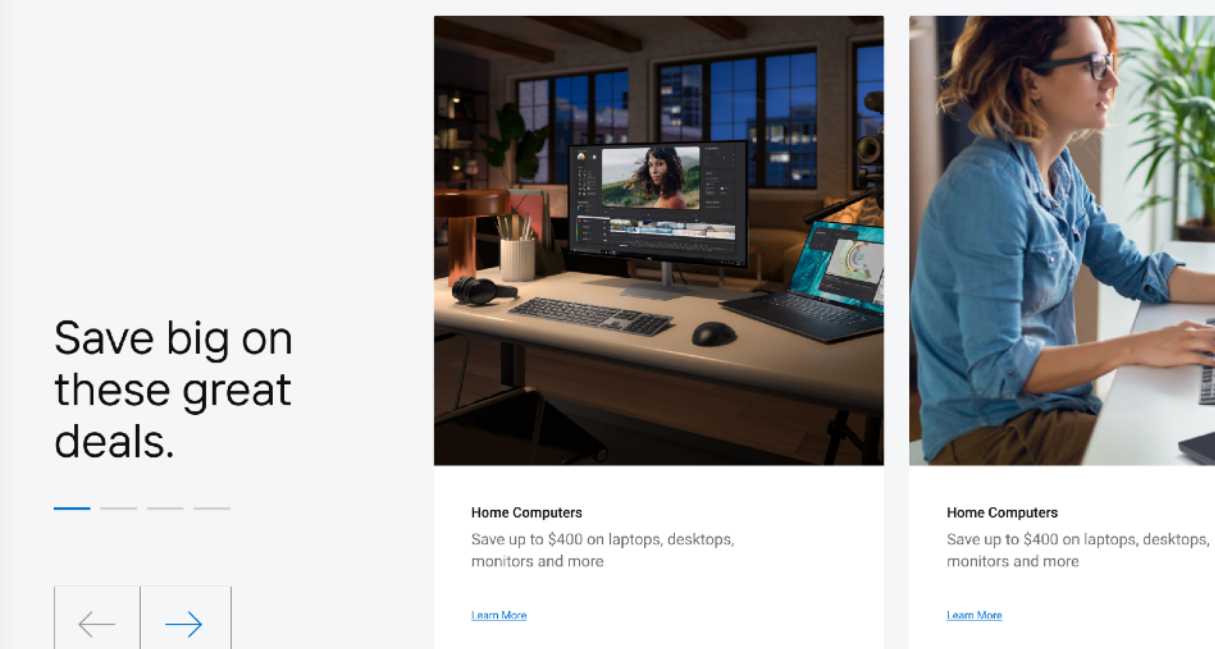 Save big on
these great
deals.
Home Computers
Save up to $400 on laptops, desktops,
monitors and more
Learn More
Home Computers
Save up to $400 on laptops, desktops,
monitors and more
Learn More